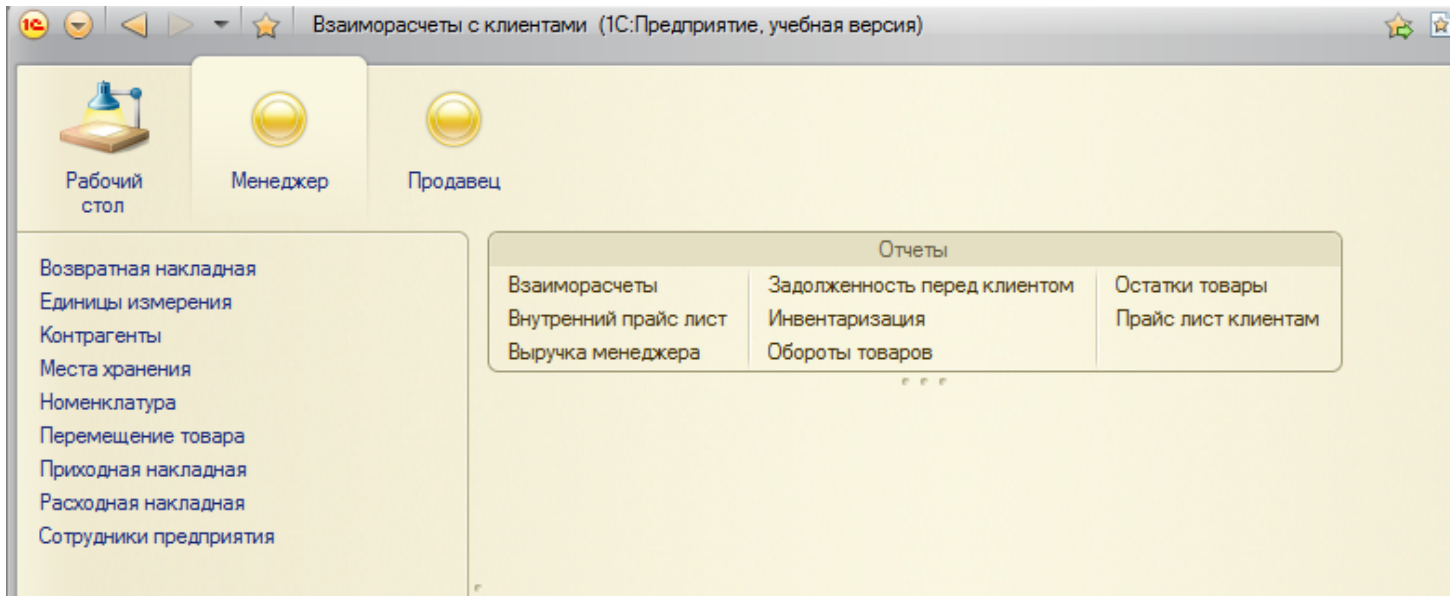 Взаиморасчеты с клиентами (1С:Предприятие, учебная версия)
Рабочий стол
Менеджер
Продавец
Возвратная накладная
Единицы измерения
Контрагенты
Места хранения
Номенклатура
Перемещение товара
Приходная накладная
Расходная накладная
Сотрудники предприятия
Отчеты
Взаиморасчеты
Внутренний прайс лист
Выручка менеджера
Задолженность перед клиентом
Инвентаризация
Обороты товаров
Остатки товары
Прайс лист клиентам